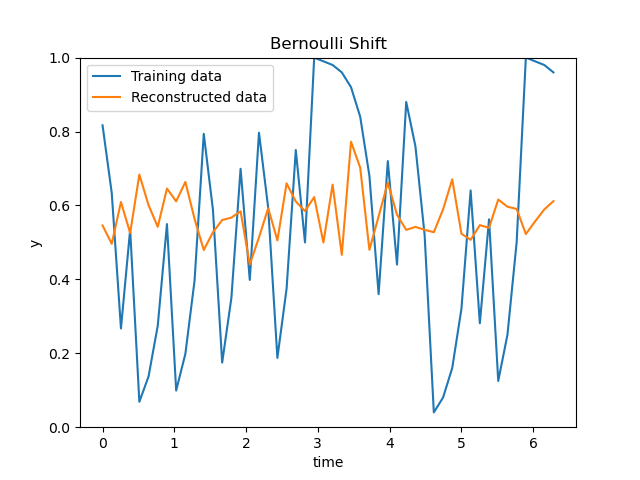 Bernoulli Shift
Training data
Reconstructed data
y
1.0
0.8
0.6
0.4
0.2
0.0
0 1 2 3 4 5 6
time